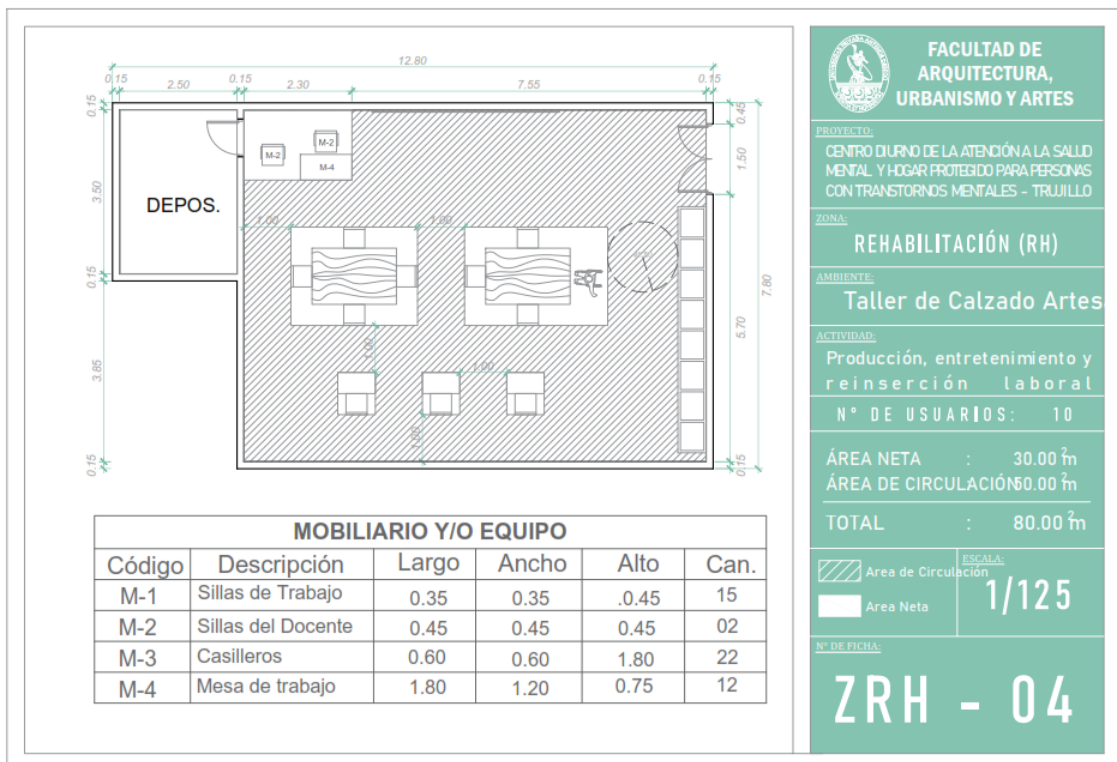 12.80
0.15 2.50 0.15 2.30 7.55 0.15
0.15
3.50
0.15
3.85
0.15
0.45
1.50
7.80
5.70
0.15
M-2
M-2
M-4
DEPOS.
1.00 1.00
1.00
1.00
1.00
MOBILIARIO Y/O EQUIPO
Código Descripción Largo Ancho Alto Can.
M-1 Sillas de Trabajo 0.35 0.35 .0.45 15
M-2 Sillas del Docente 0.45 0.45 0.45 02
M-3 Casilleros 0.60 0.60 1.80 22
M-4 Mesa de trabajo 1.80 1.20 0.75 12
FACULTAD DE
ARQUITECTURA,
URBANISMO Y ARTES
PROYECTO:
CENTRO DIURNO DE LA ATENCIÓN A LA SALUD
MENTAL Y HOGAR PROTEGIDO PARA PERSONAS
CON TRANSTORNOS MENTALES - TRUJILLO
ZONA:
REHABILITACIÓN (RH)
AMBIENTE:
Taller de Calzado Artes
ACTIVIDAD:
Producción, entretenimiento y
reinserción laboral
N° DE USUARIOS: 10
ÁREA NETA : 30.00 m2
ÁREA DE CIRCULACIÓN : 50.00 m2
TOTAL : 80.00 m2
Area de Circulación
Area Neta
ESCALA:
1/125
N° DE FICHA:
ZRH - 04